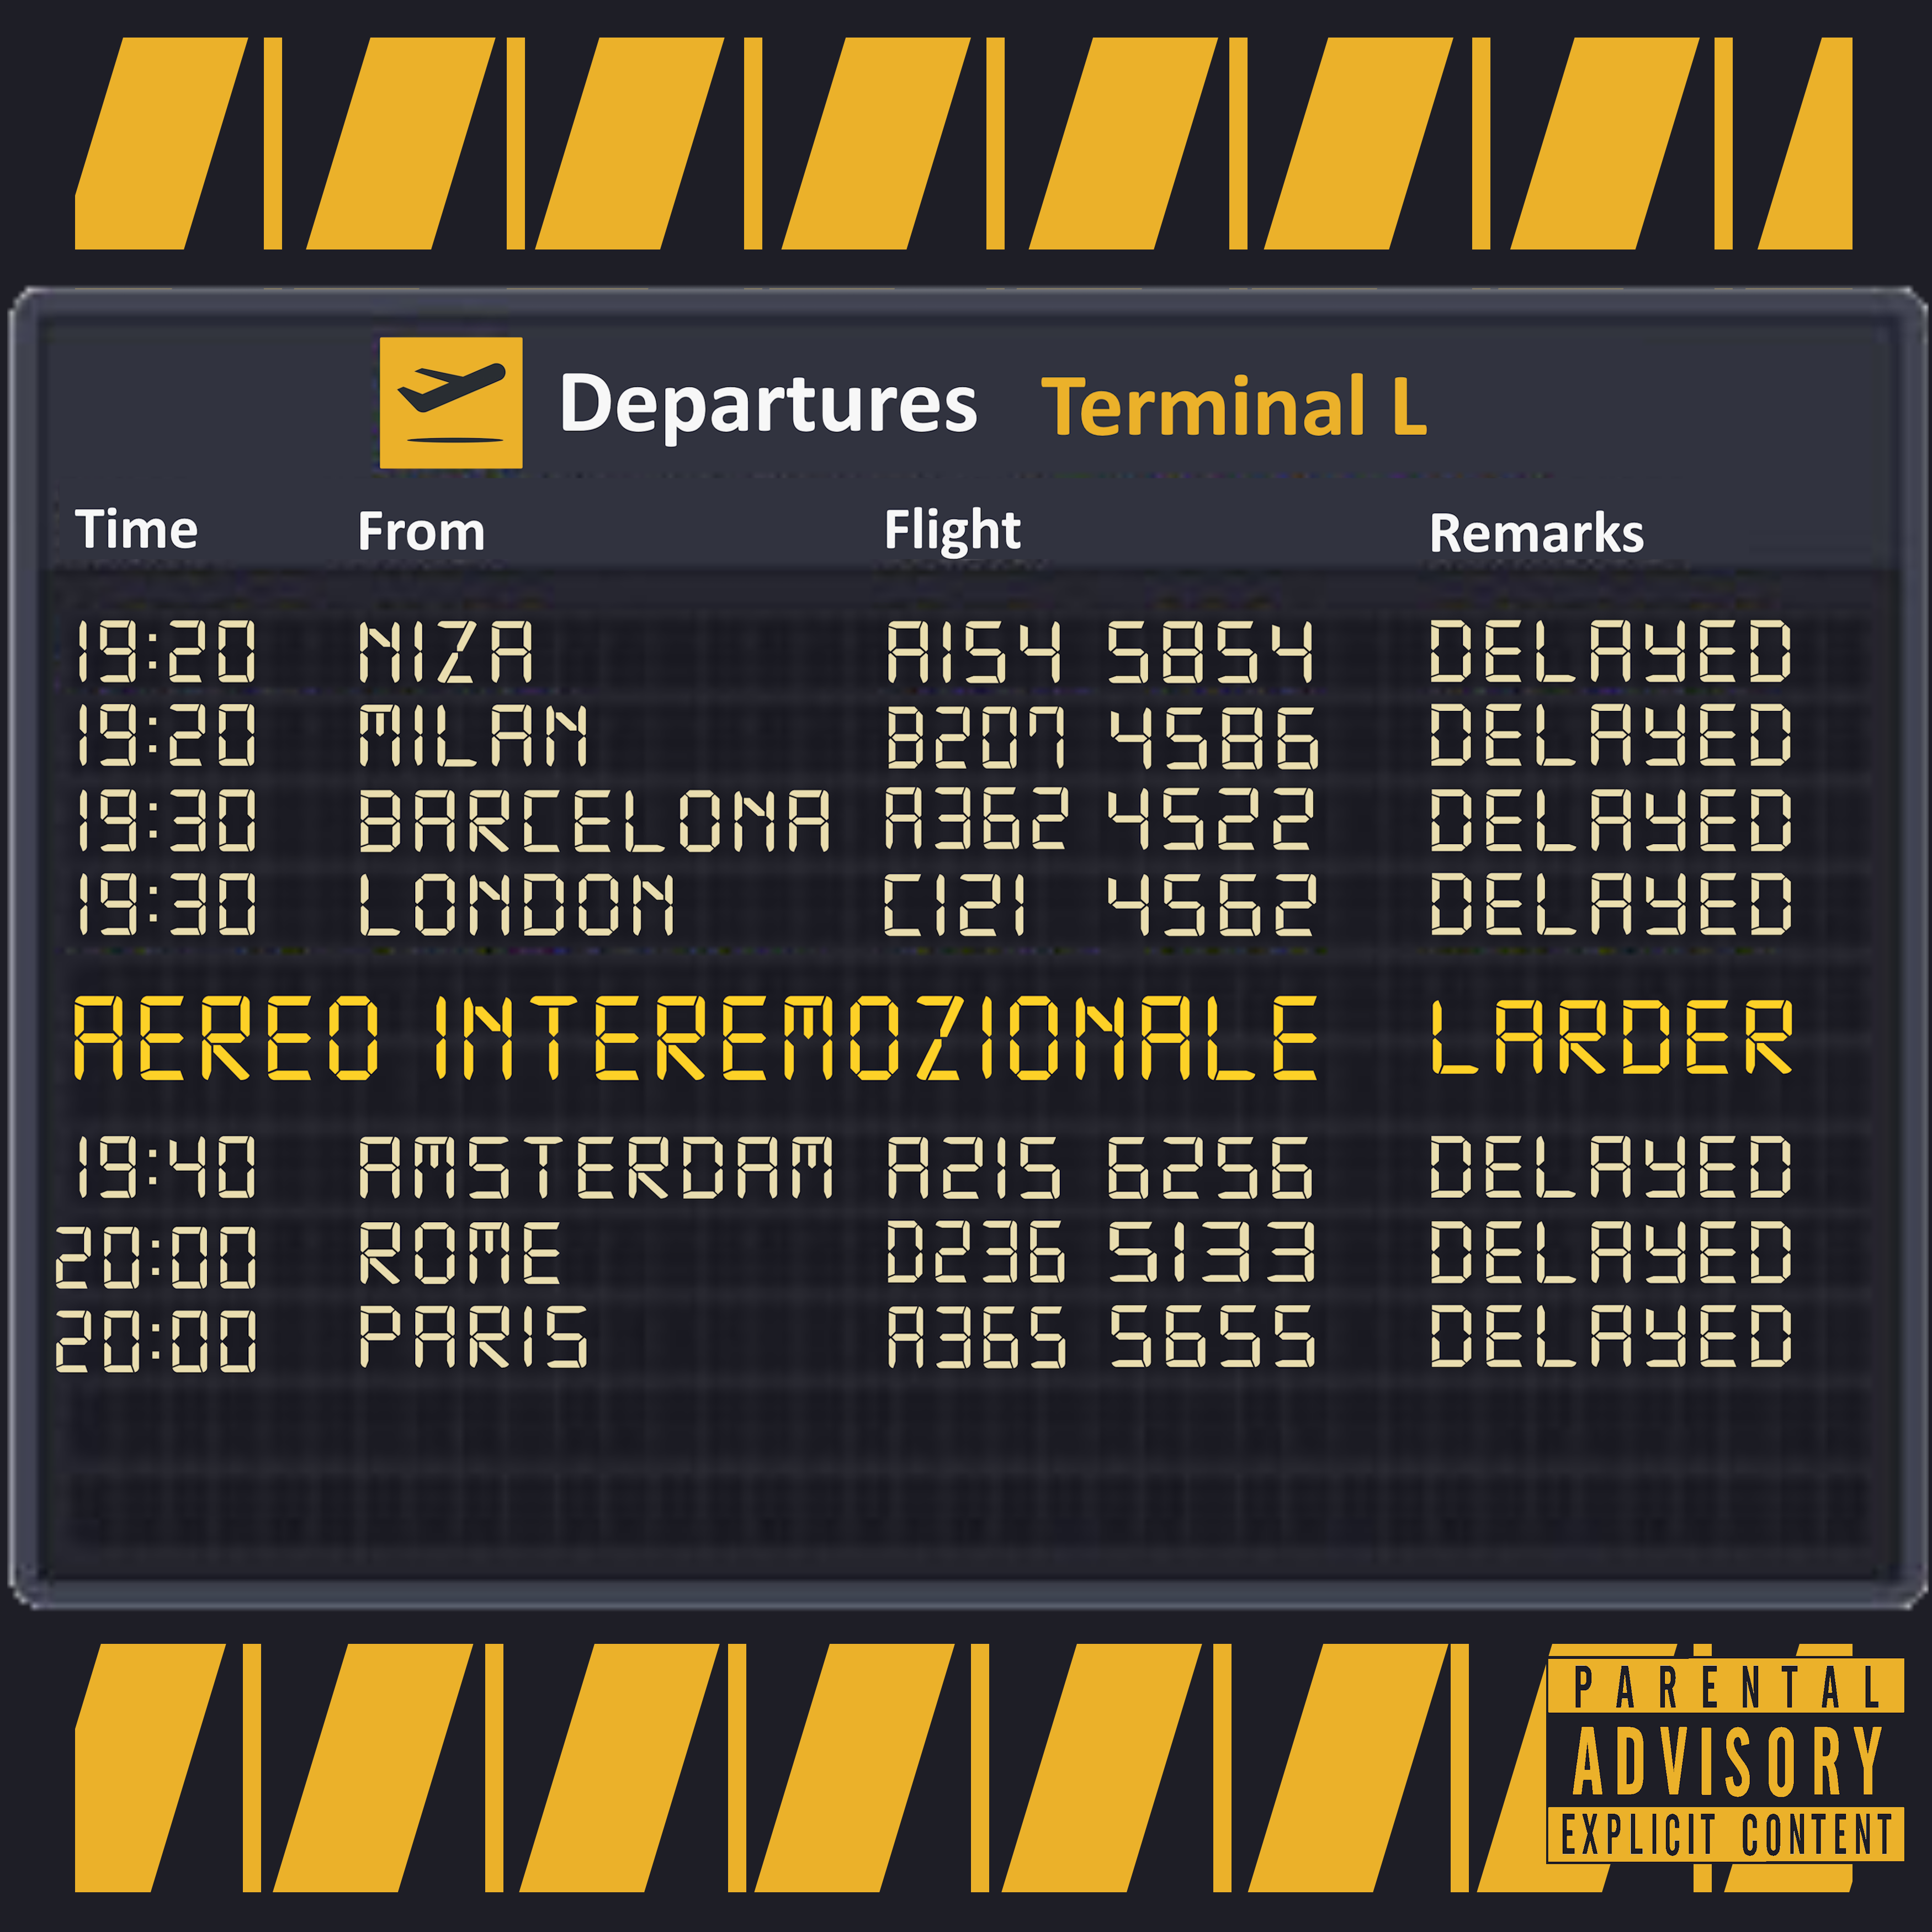 Departures Terminal L
Time From Flight Remarks
19:20 NIZA A154 5854 DELAYED
19:20 MILAN B207 4586 DELAYED
19:30 BARCELONA A362 4522 DELAYED
19:30 LONDON C121 4562 DELAYED
AEREO INTEREMOZIONALE LARDER
19:40 AMSTERDAM A215 6256 DELAYED
20:00 ROME D236 5133 DELAYED
20:00 PARIS A365 5655 DELAYED
PARENTAL
ADVISORY
EXPLICIT CONTENT